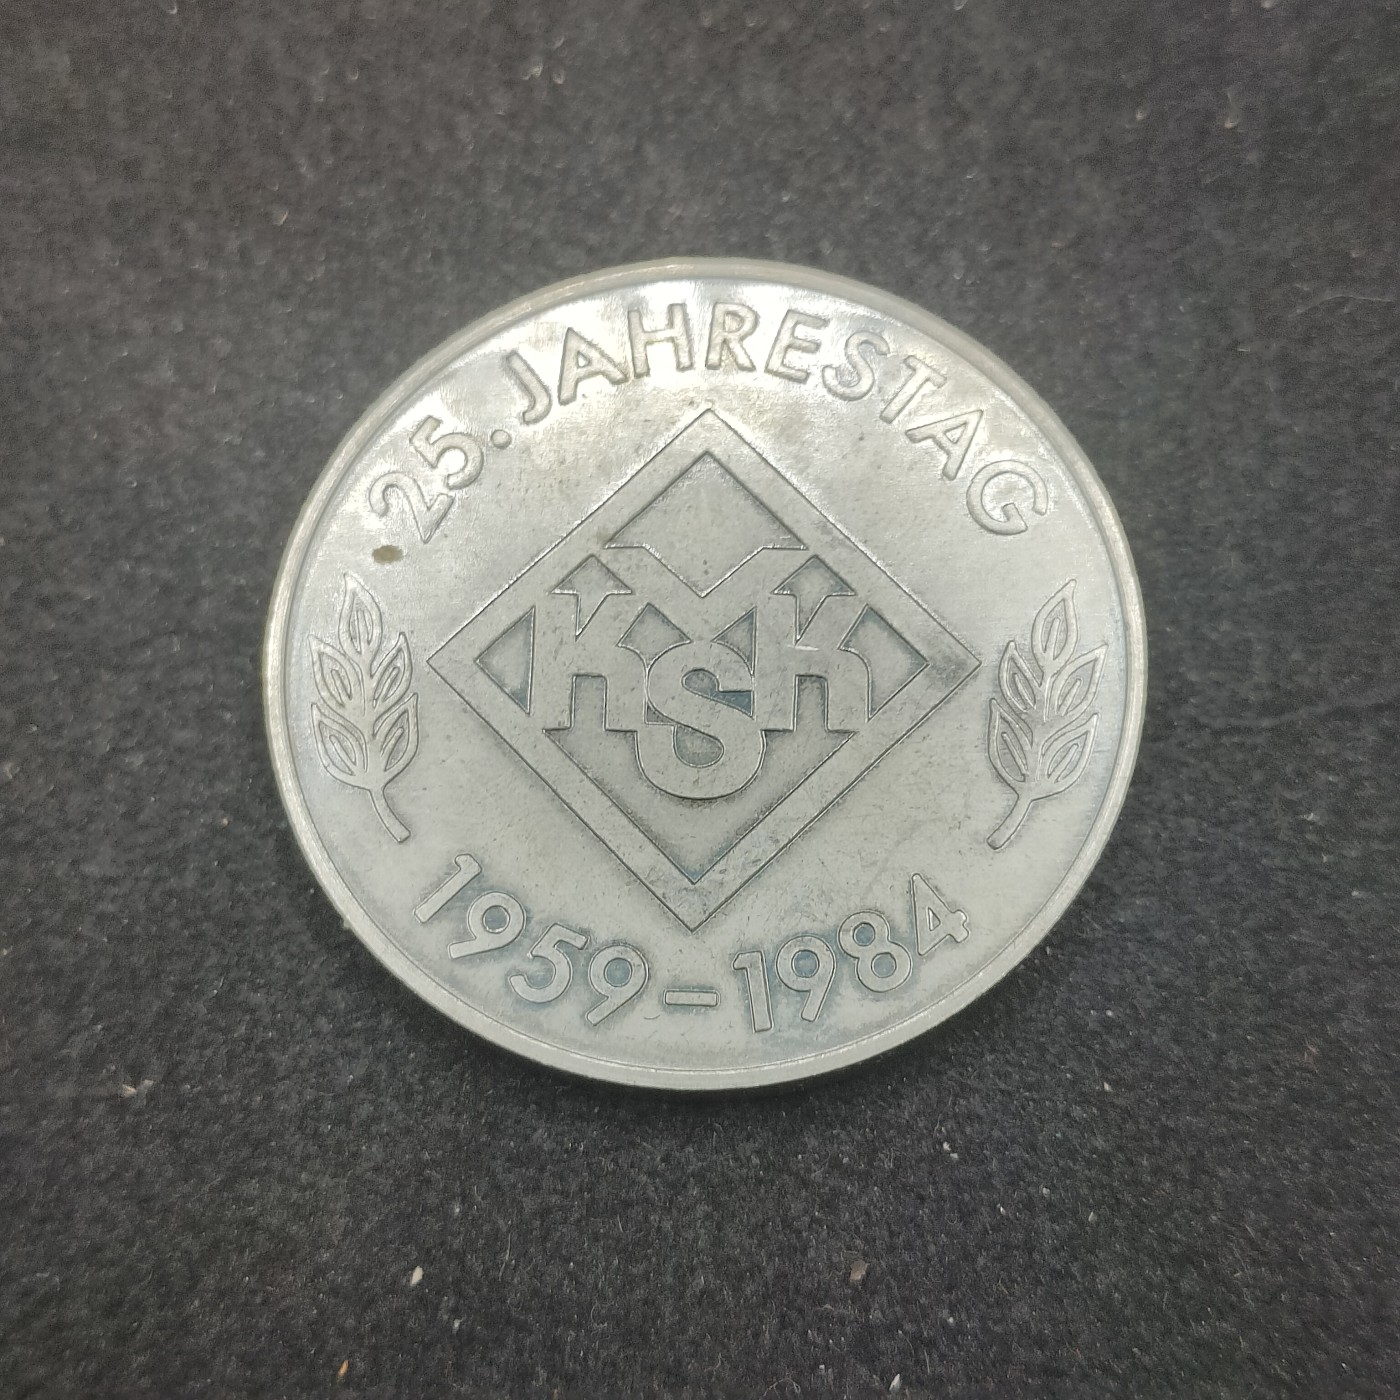 25. JAHRESTAG
V
KSK
1959-1984